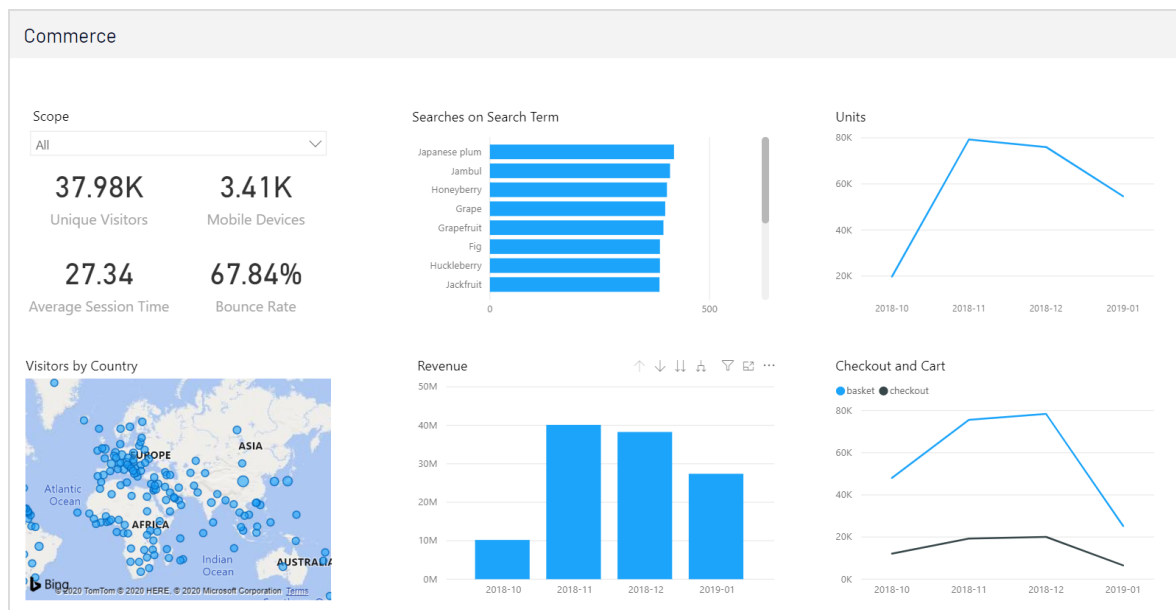 Commerce
Scope
All
37.98K
Unique Visitors
3.41K
Mobile Devices
27.34
Average Session Time
67.84%
Bounce Rate
Searches on Search Term
Japanese plum
Jambul
Honeyberry
Grape
Grapefruit
Fig
Huckleberry
Jackfruit
0
500
Units
80K
60K
40K
20K
2018-10
2018-11
2018-12
2019-01
Visitors by Country
ASIA
EUROPE
Atlantic
Ocean
AFRICA
Indian
Ocean
AUSTRALIA
Bing
© 2020 TomTom © 2020 HERE, © 2020 Microsoft Corporation Terms
Revenue
50M
40M
30M
20M
10M
0M
2018-10
2018-11
2018-12
2019-01
Checkout and Cart
basket
checkout
80K
60K
40K
20K
0K
2018-10
2018-11
2018-12
2019-01